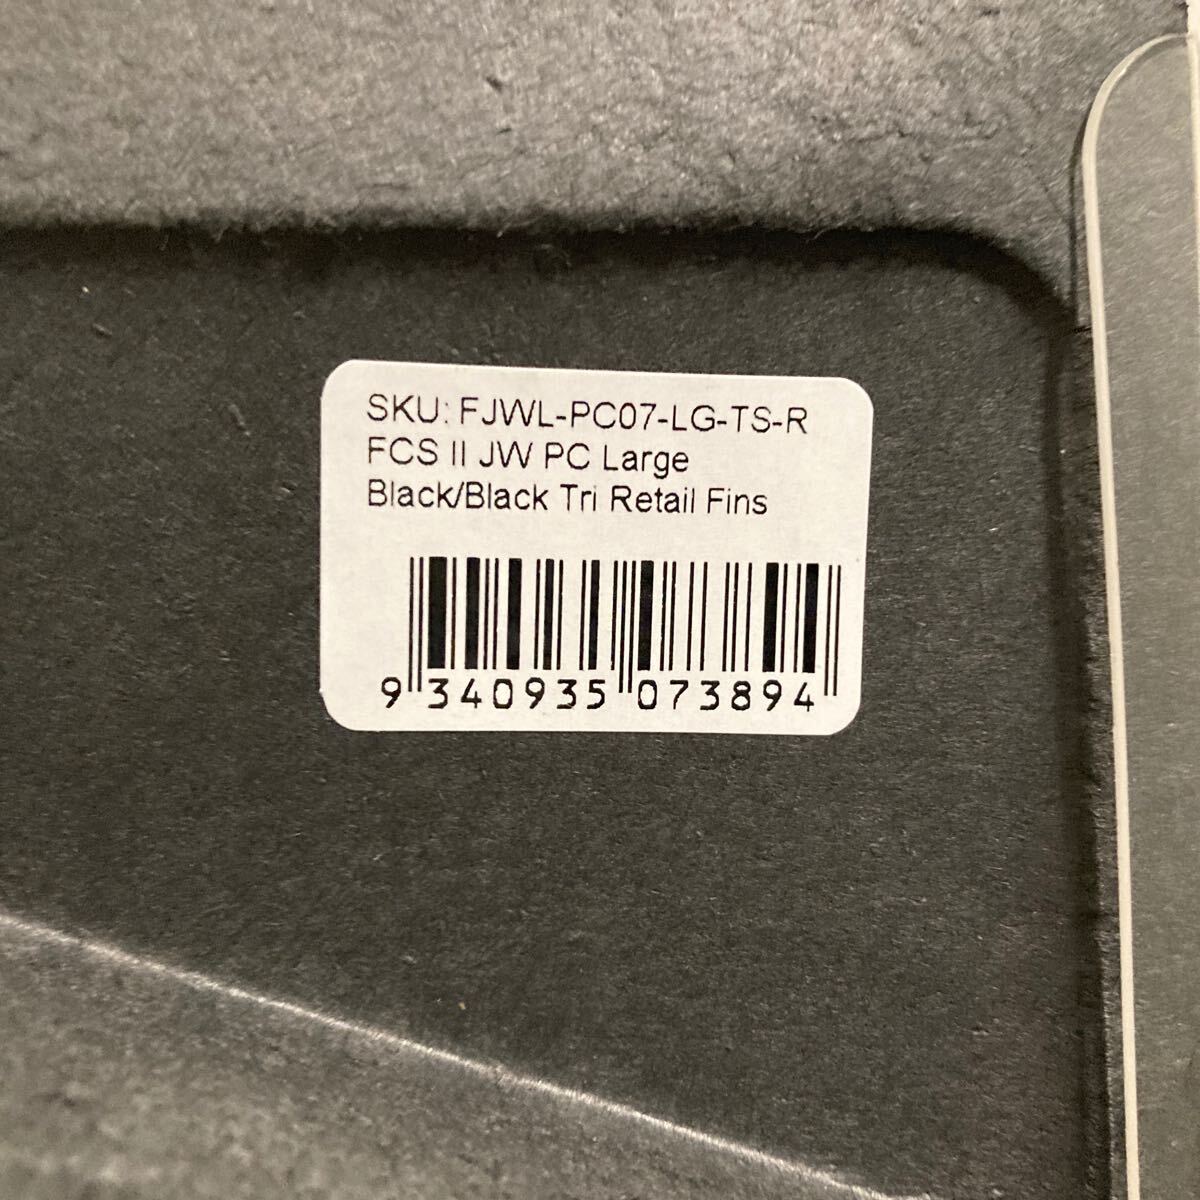 SKU: FJWL-PC07-LG-TS-R
FCS II JW PC Large
Black/Black Tri Retail Fins
9 340935 073894